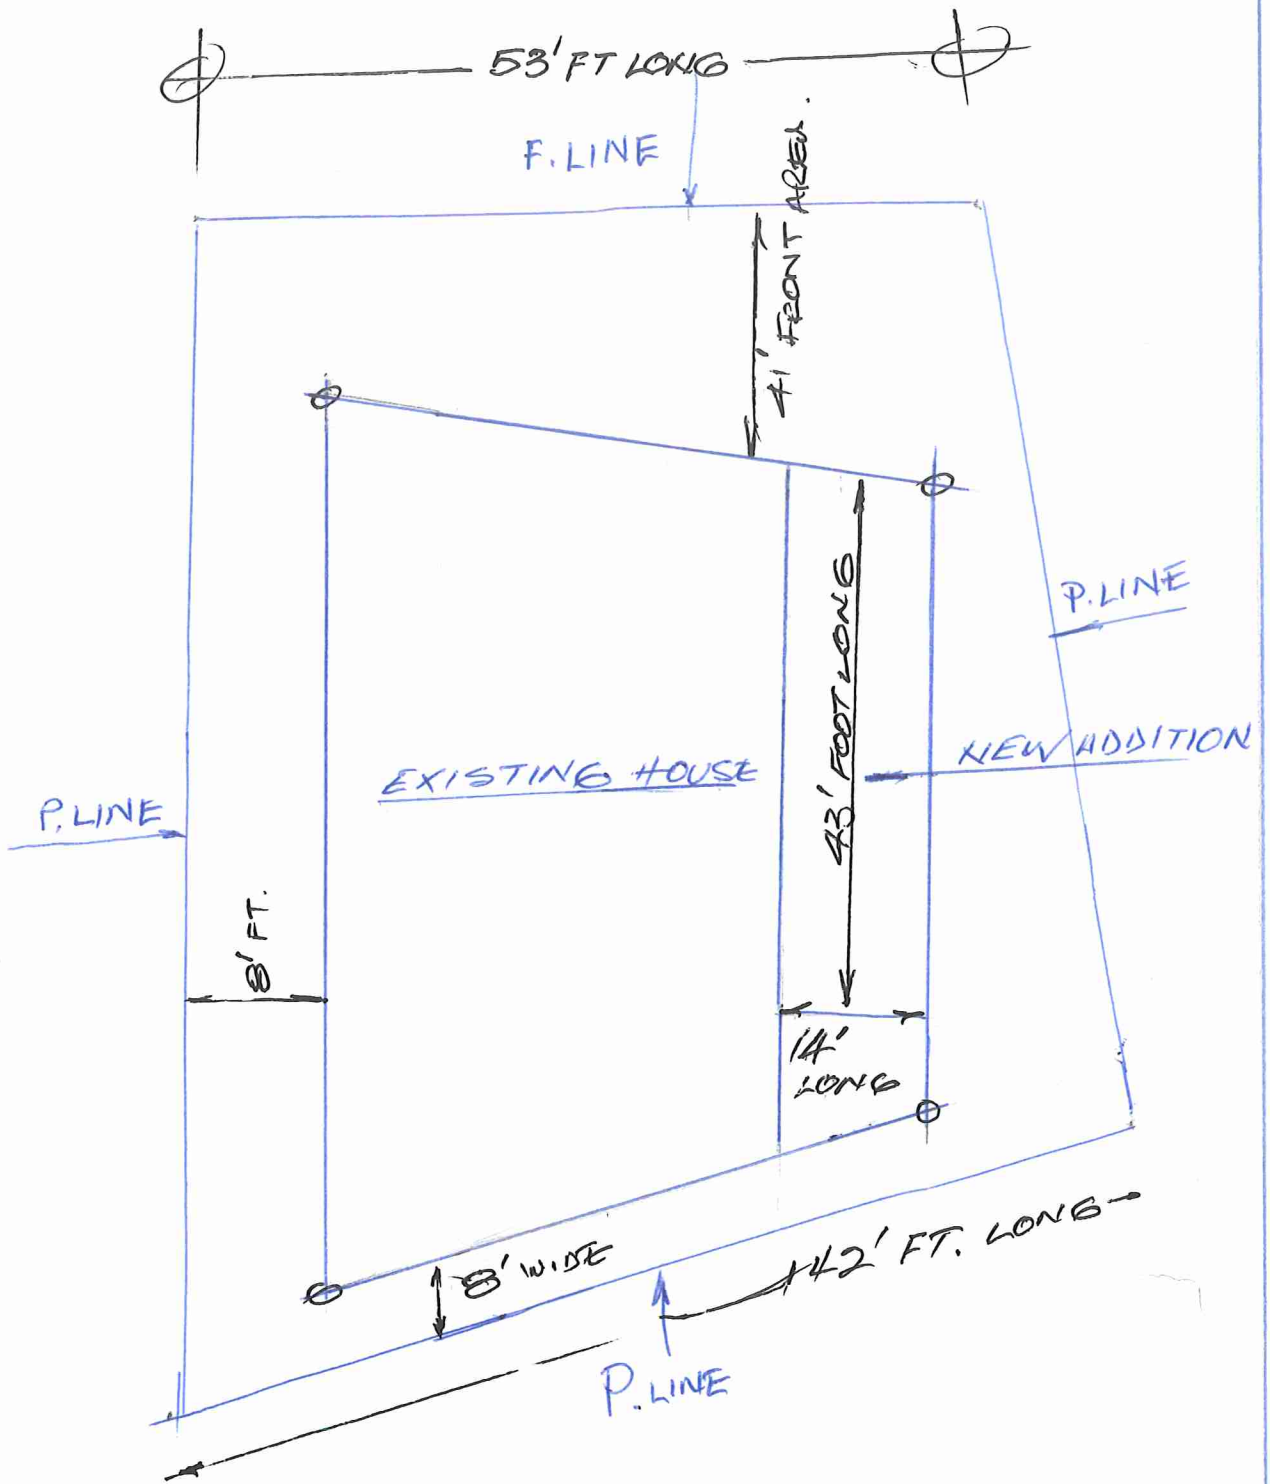 53' FT LONG
F. LINE
41' FRONT AREA.
P. LINE
43' FOOT LONG
NEW ADDITION
EXISTING HOUSE
P. LINE
8' FT.
14'
LONG
8' WIDE
42' FT. LONG
P. LINE